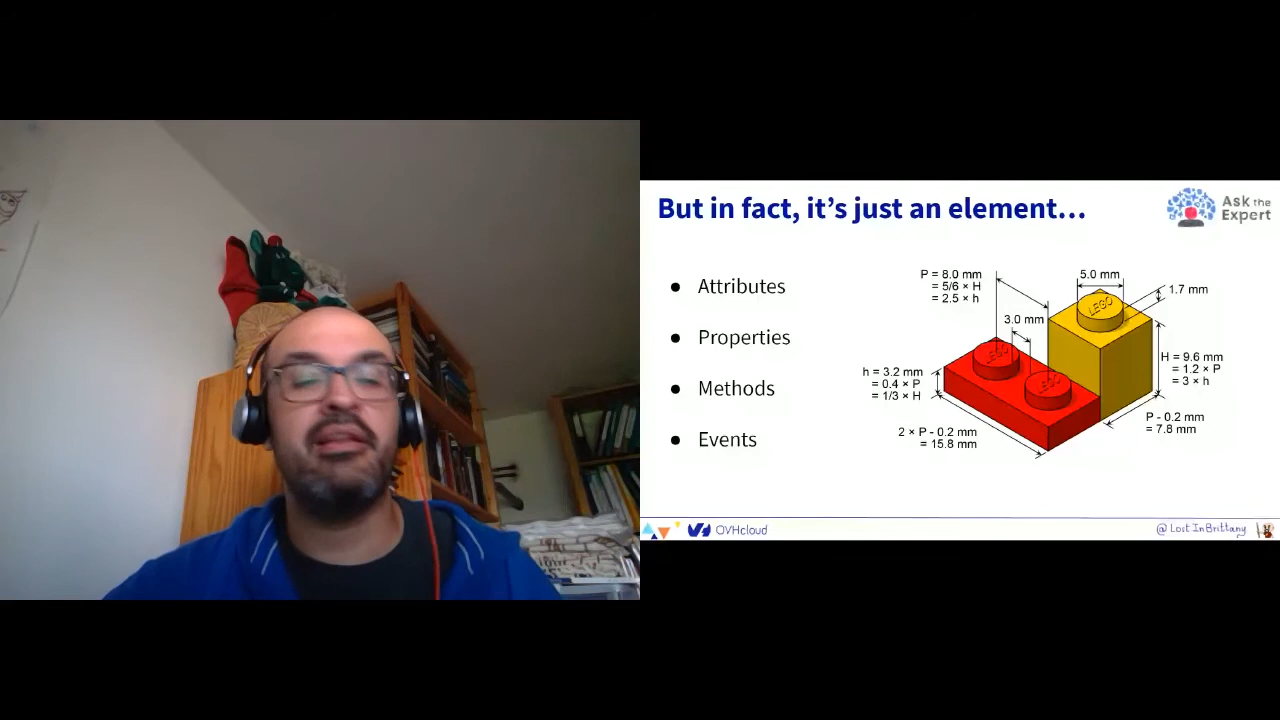 But in fact, it's just an element...
Ask the
Expert
● Attributes
● Properties
● Methods
● Events
P = 8.0 mm
= 5/6 × H
= 2.5 × h
3.0 mm
5.0 mm
1.7 mm
LEGO
LEGO
LEGO
h = 3.2 mm
= 0.4 × P
= 1/3 × H
H = 9.6 mm
= 1.2 × P
= 3 × h
2 × P - 0.2 mm
= 15.8 mm
P - 0.2 mm
= 7.8 mm
OVHcloud
@LostInBrittany